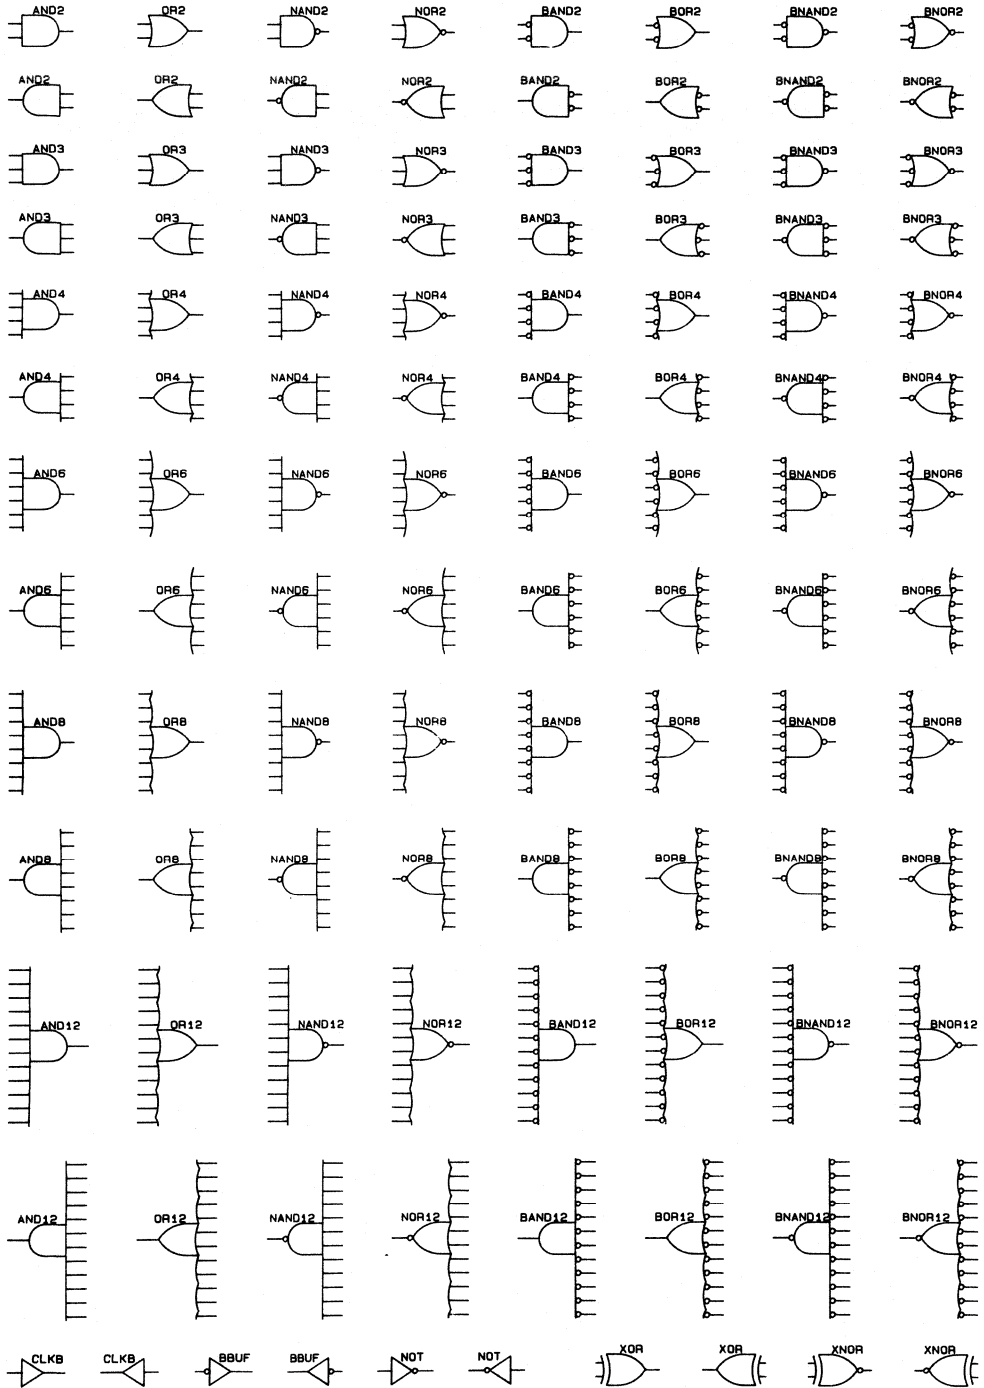 AND2 OR2 NAND2 NOR2 BAND2 BOR2 BNAND2 BNOR2
AND2 OR2 NAND2 NOR2 BAND2 BOR2 BNAND2 BNOR2
AND3 OR3 NAND3 NOR3 BAND3 BOR3 BNAND3 BNOR3
AND3 OR3 NAND3 NOR3 BAND3 BOR3 BNAND3 BNOR3
AND4 OR4 NAND4 NOR4 BAND4 BOR4 BNAND4 BNOR4
AND4 OR4 NAND4 NOR4 BAND4 BOR4 BNAND4 BNOR4
AND6 OR6 NAND6 NOR6 BAND6 BOR6 BNAND6 BNOR6
AND6 OR6 NAND6 NOR6 BAND6 BOR6 BNAND6 BNOR6
AND8 OR8 NAND8 NOR8 BAND8 BOR8 BNAND8 BNOR8
AND8 OR8 NAND8 NOR8 BAND8 BOR8 BNAND8 BNOR8
AND12 OR12 NAND12 NOR12 BAND12 BOR12 BNAND12 BNOR12
AND12 OR12 NAND12 NOR12 BAND12 BOR12 BNAND12 BNOR12
CLKB CLKB BBUF BBUF NOT NOT XOR XOR XNOR XNOR